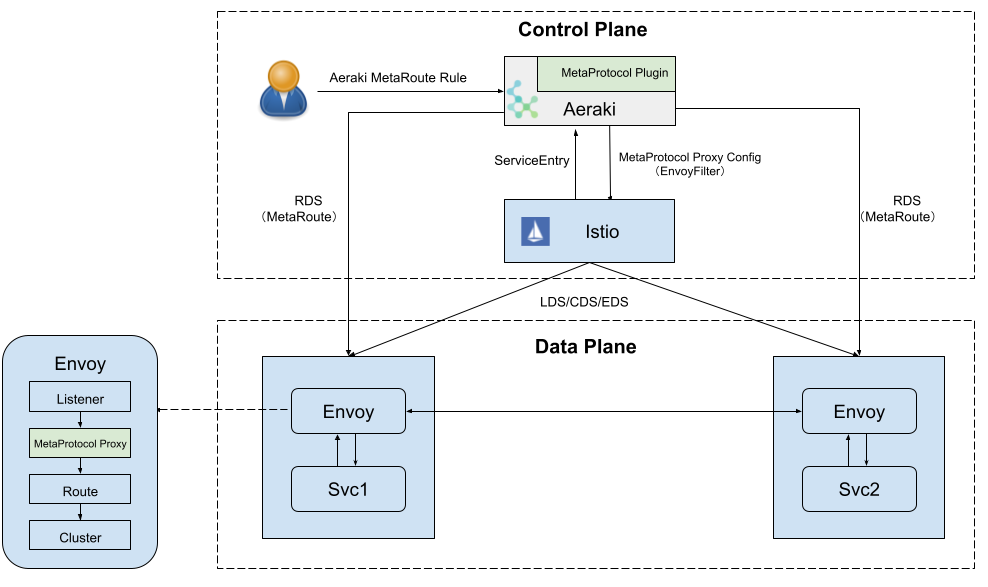 Control Plane
Aeraki MetaRoute Rule
MetaProtocol Plugin
Aeraki
ServiceEntry
MetaProtocol Proxy Config
（EnvoyFilter）
RDS
（MetaRoute）
RDS
（MetaRoute）
Istio
LDS/CDS/EDS
Data Plane
Envoy
Listener
MetaProtocol Proxy
Route
Cluster
Envoy
Svc1
Envoy
Svc2